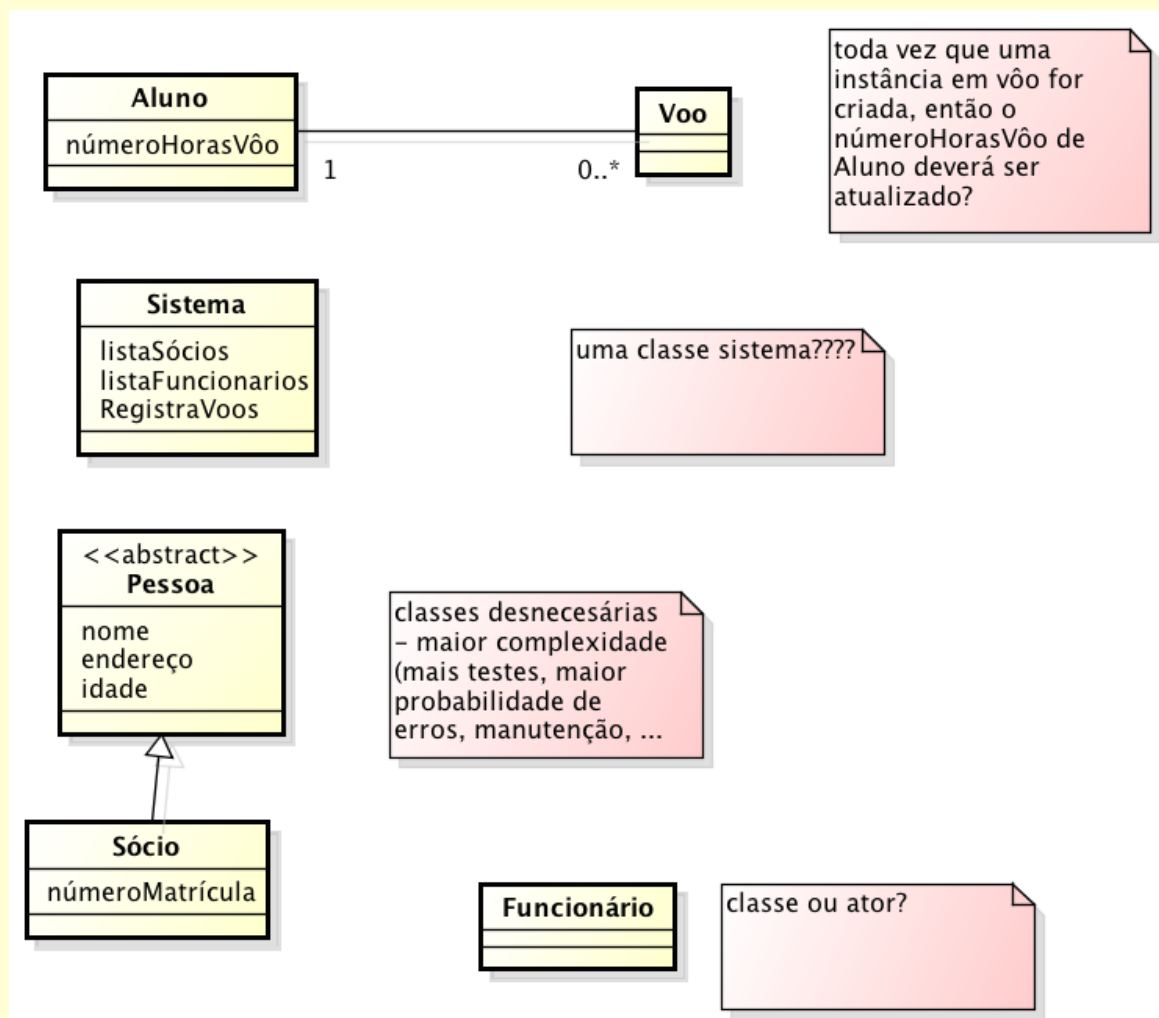 Aluno
númeroHorasVôo
1
0..*
Voo
toda vez que uma
instância em vôo for
criada, então o
númeroHorasVôo de
Aluno deverá ser
atualizado?
Sistema
listaSócios
listaFuncionarios
RegistraVoos
uma classe sistema????
<<abstract>>
Pessoa
nome
endereço
idade
classes desnecesárias
– maior complexidade
(mais testes, maior
probabilidade de
erros, manutenção, ...
Sócio
númeroMatrícula
Funcionário
classe ou ator?